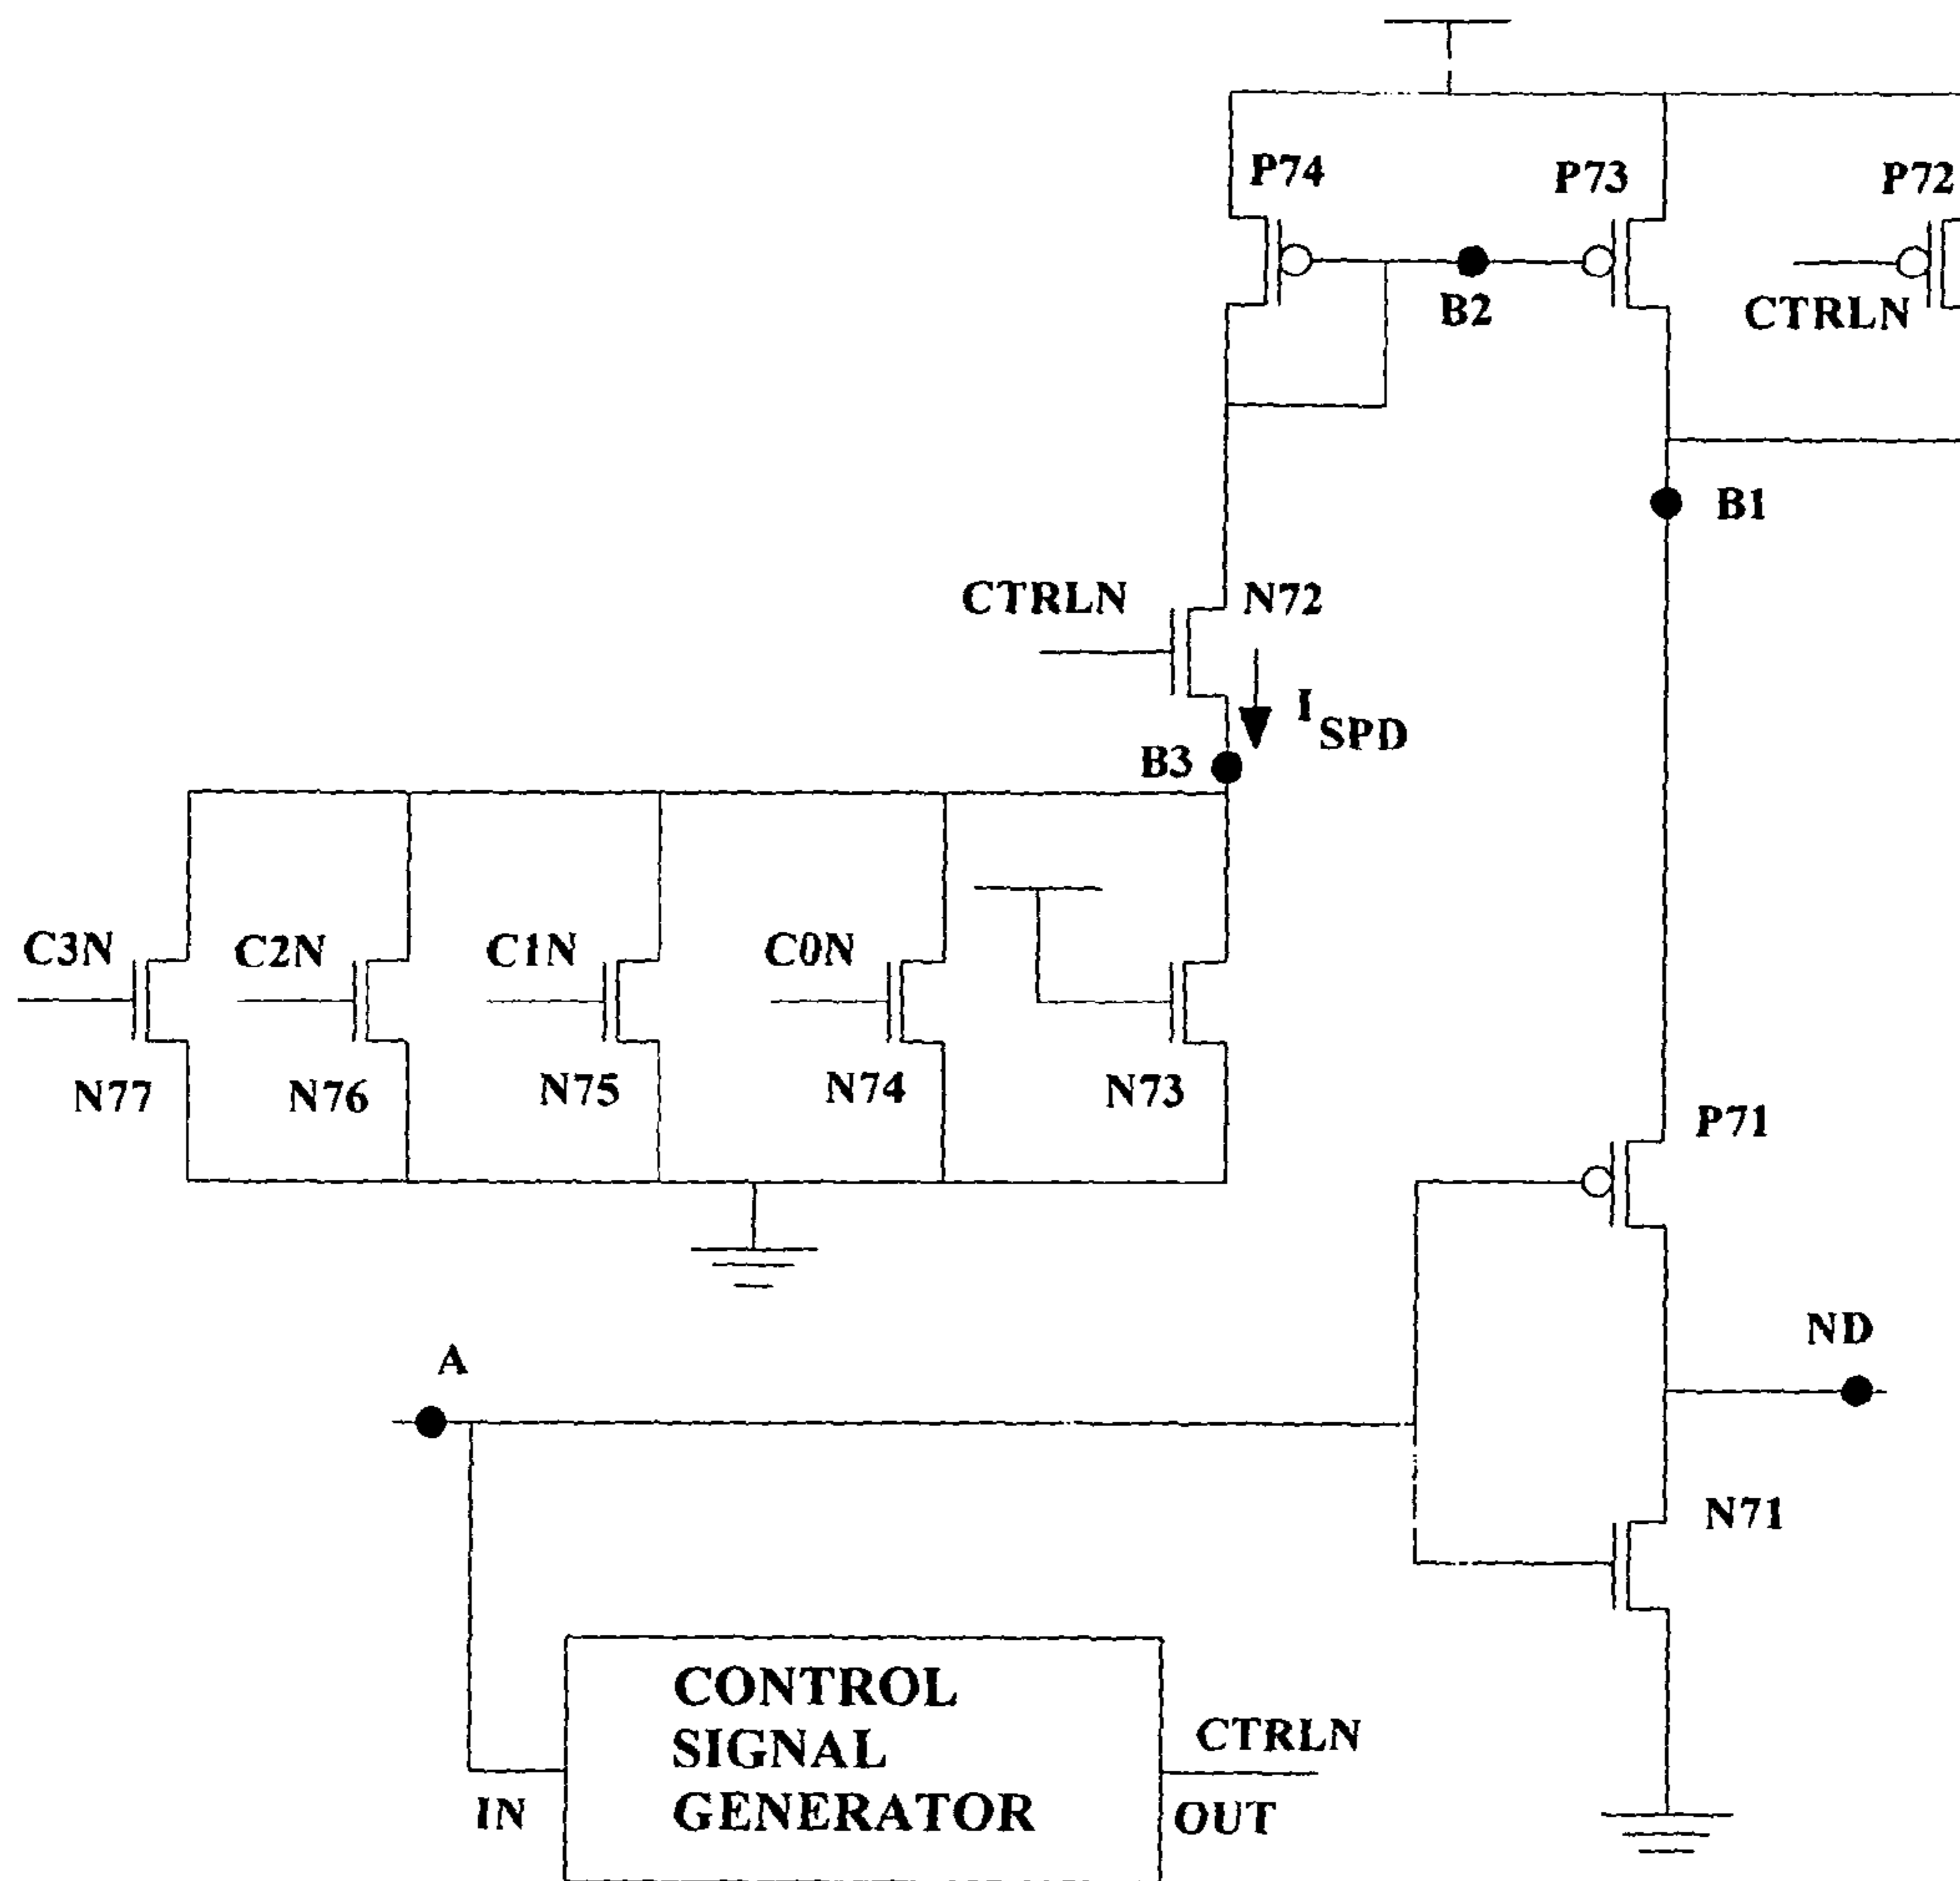 P74
P73
P72
B2
CTRLN
B1
CTRLN
N72
I SPD
B3
C3N
C2N
C1N
C0N
N77
N76
N75
N74
N73
P71
A
ND
N71
CONTROL
SIGNAL
GENERATOR
CTRLN
IN
OUT